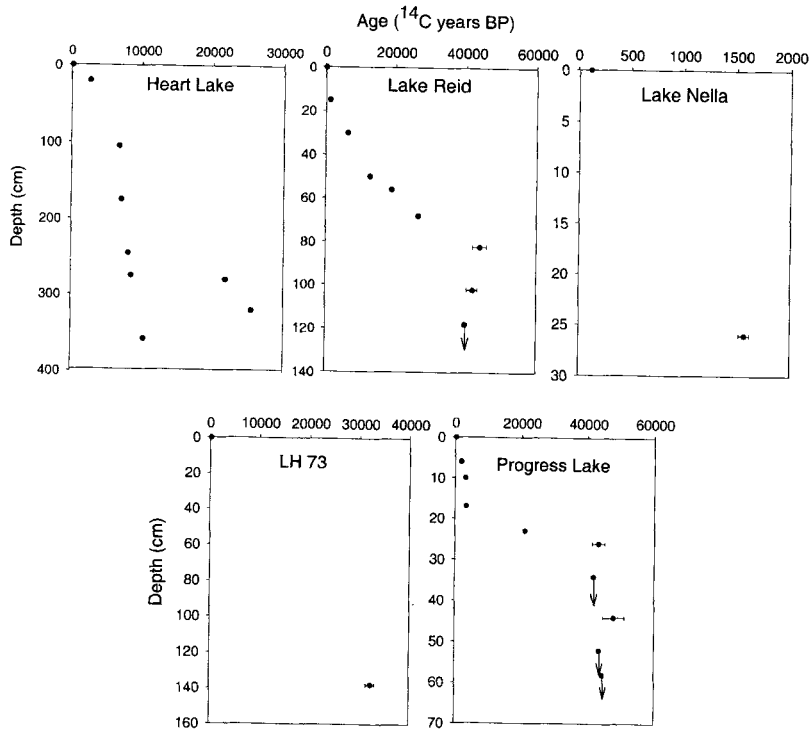 Age (¹⁴C years BP)
0 10000 20000 30000
0 20000 40000 60000
0 500 1000 1500 2000
Heart Lake
Lake Reid
Lake Nella
Depth (cm)
0
100
200
300
400
0
20
40
60
80
100
120
140
0
5
10
15
20
25
30
0 10000 20000 30000 40000
0 20000 40000 60000
LH 73
Progress Lake
Depth (cm)
0
20
40
60
80
100
120
140
160
0
10
20
30
40
50
60
70